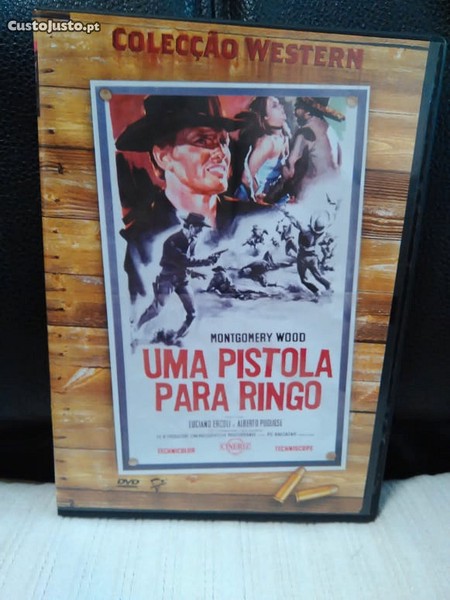 CustoJusto.pt
COLECÇÃO WESTERN
MONTGOMERY WOOD
UMA PISTOLA
PARA RINGO
LUCIANO ERCOLI e ALBERTO PUGLIESE
TECHNICOLOR
TECHNISCOPE
DVD